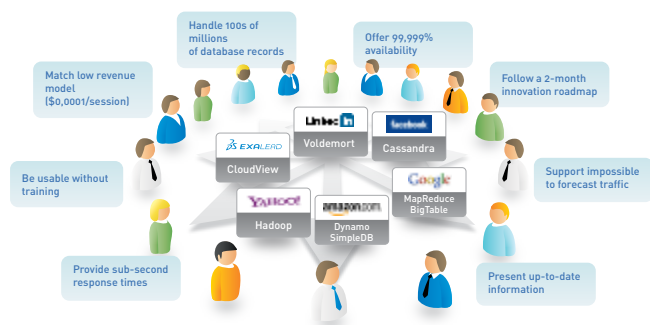 Handle 100s of
millions
of database records
Offer 99,999%
availability
Match low revenue
model
($0,0001/session)
Follow a 2-month
innovation roadmap
Linked in
Voldemort
facebook
Cassandra
EXALEAD
CloudView
Be usable without
training
Support impossible
to forecast traffic
Google
MapReduce
BigTable
YAHOO!
Hadoop
amazon.com
Dynamo
SimpleDB
Provide sub-second
response times
Present up-to-date
information